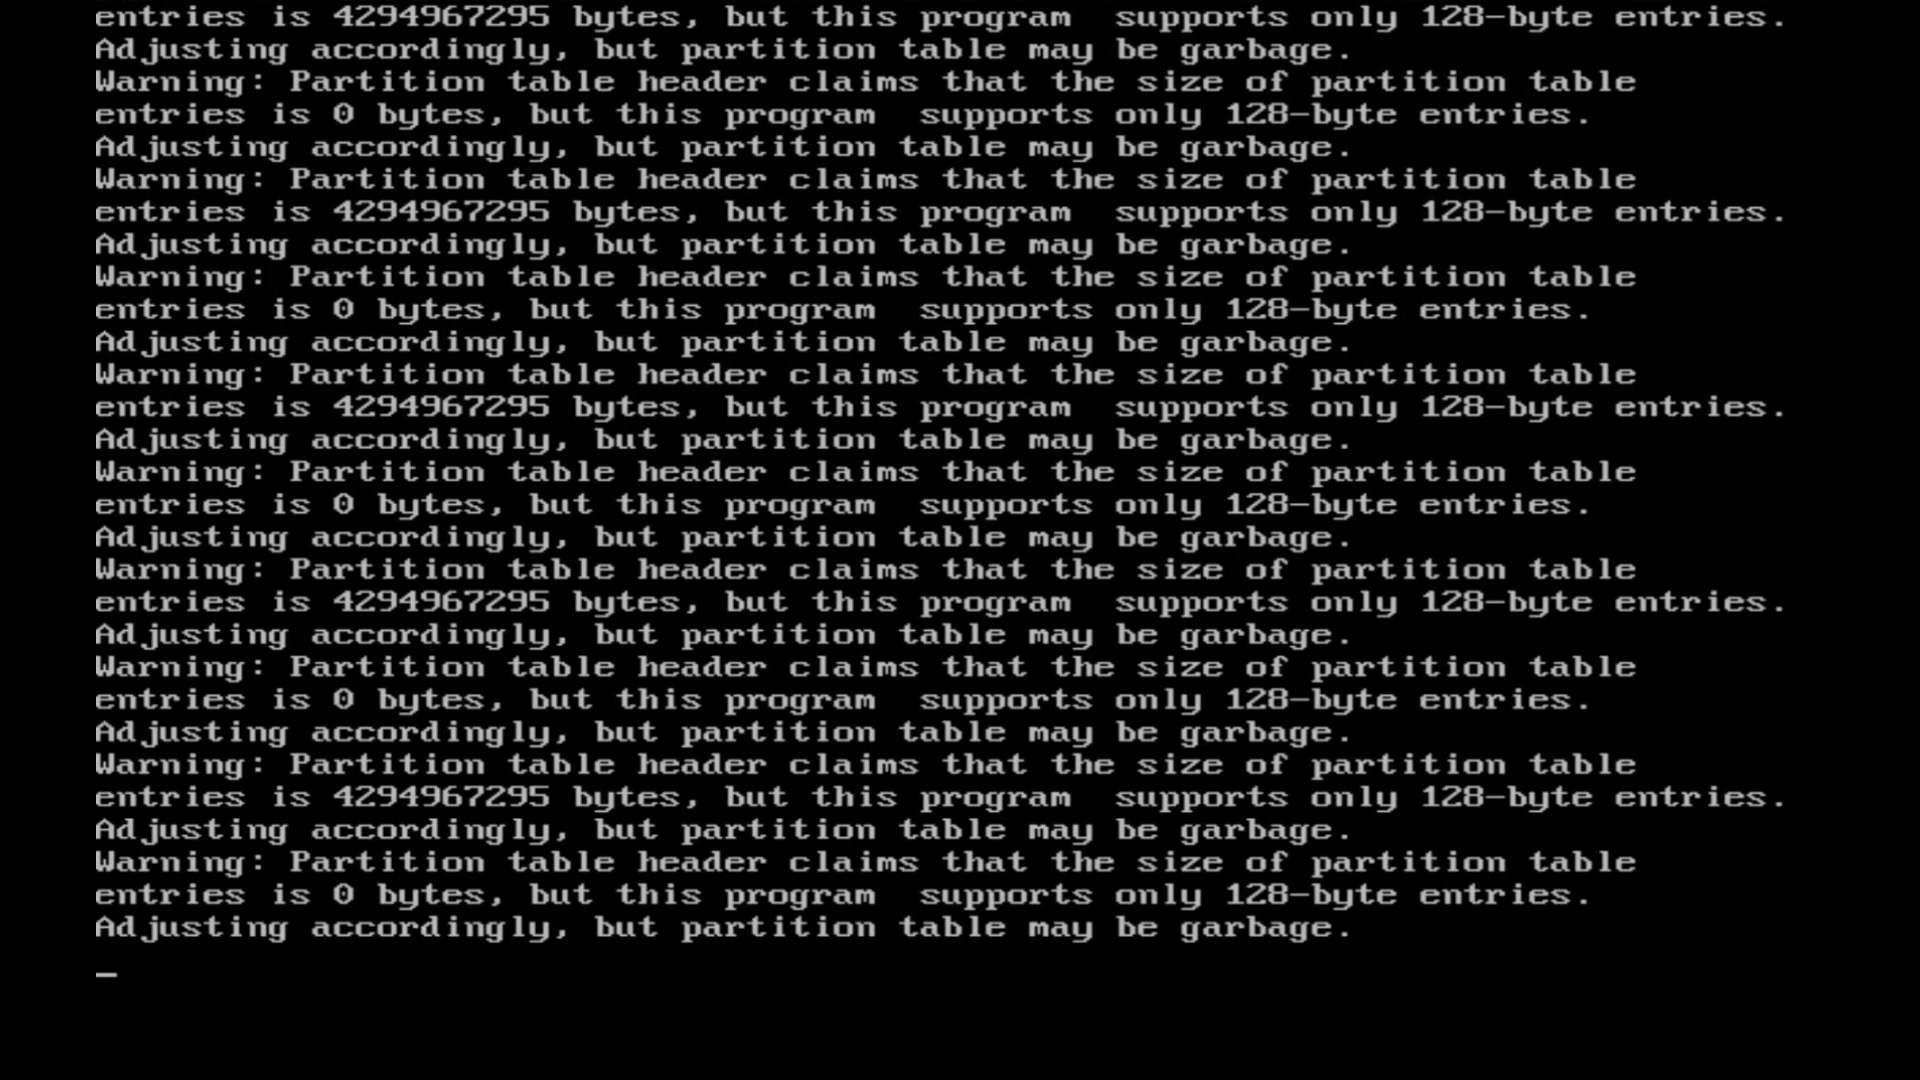 entries is 4294967295 bytes, but this program  supports only 128-byte entries.
Adjusting accordingly, but partition table may be garbage.
Warning: Partition table header claims that the size of partition table
entries is 0 bytes, but this program  supports only 128-byte entries.
Adjusting accordingly, but partition table may be garbage.
Warning: Partition table header claims that the size of partition table
entries is 4294967295 bytes, but this program  supports only 128-byte entries.
Adjusting accordingly, but partition table may be garbage.
Warning: Partition table header claims that the size of partition table
entries is 0 bytes, but this program  supports only 128-byte entries.
Adjusting accordingly, but partition table may be garbage.
Warning: Partition table header claims that the size of partition table
entries is 4294967295 bytes, but this program  supports only 128-byte entries.
Adjusting accordingly, but partition table may be garbage.
Warning: Partition table header claims that the size of partition table
entries is 0 bytes, but this program  supports only 128-byte entries.
Adjusting accordingly, but partition table may be garbage.
Warning: Partition table header claims that the size of partition table
entries is 4294967295 bytes, but this program  supports only 128-byte entries.
Adjusting accordingly, but partition table may be garbage.
Warning: Partition table header claims that the size of partition table
entries is 0 bytes, but this program  supports only 128-byte entries.
Adjusting accordingly, but partition table may be garbage.
Warning: Partition table header claims that the size of partition table
entries is 4294967295 bytes, but this program  supports only 128-byte entries.
Adjusting accordingly, but partition table may be garbage.
Warning: Partition table header claims that the size of partition table
entries is 0 bytes, but this program  supports only 128-byte entries.
Adjusting accordingly, but partition table may be garbage.
_